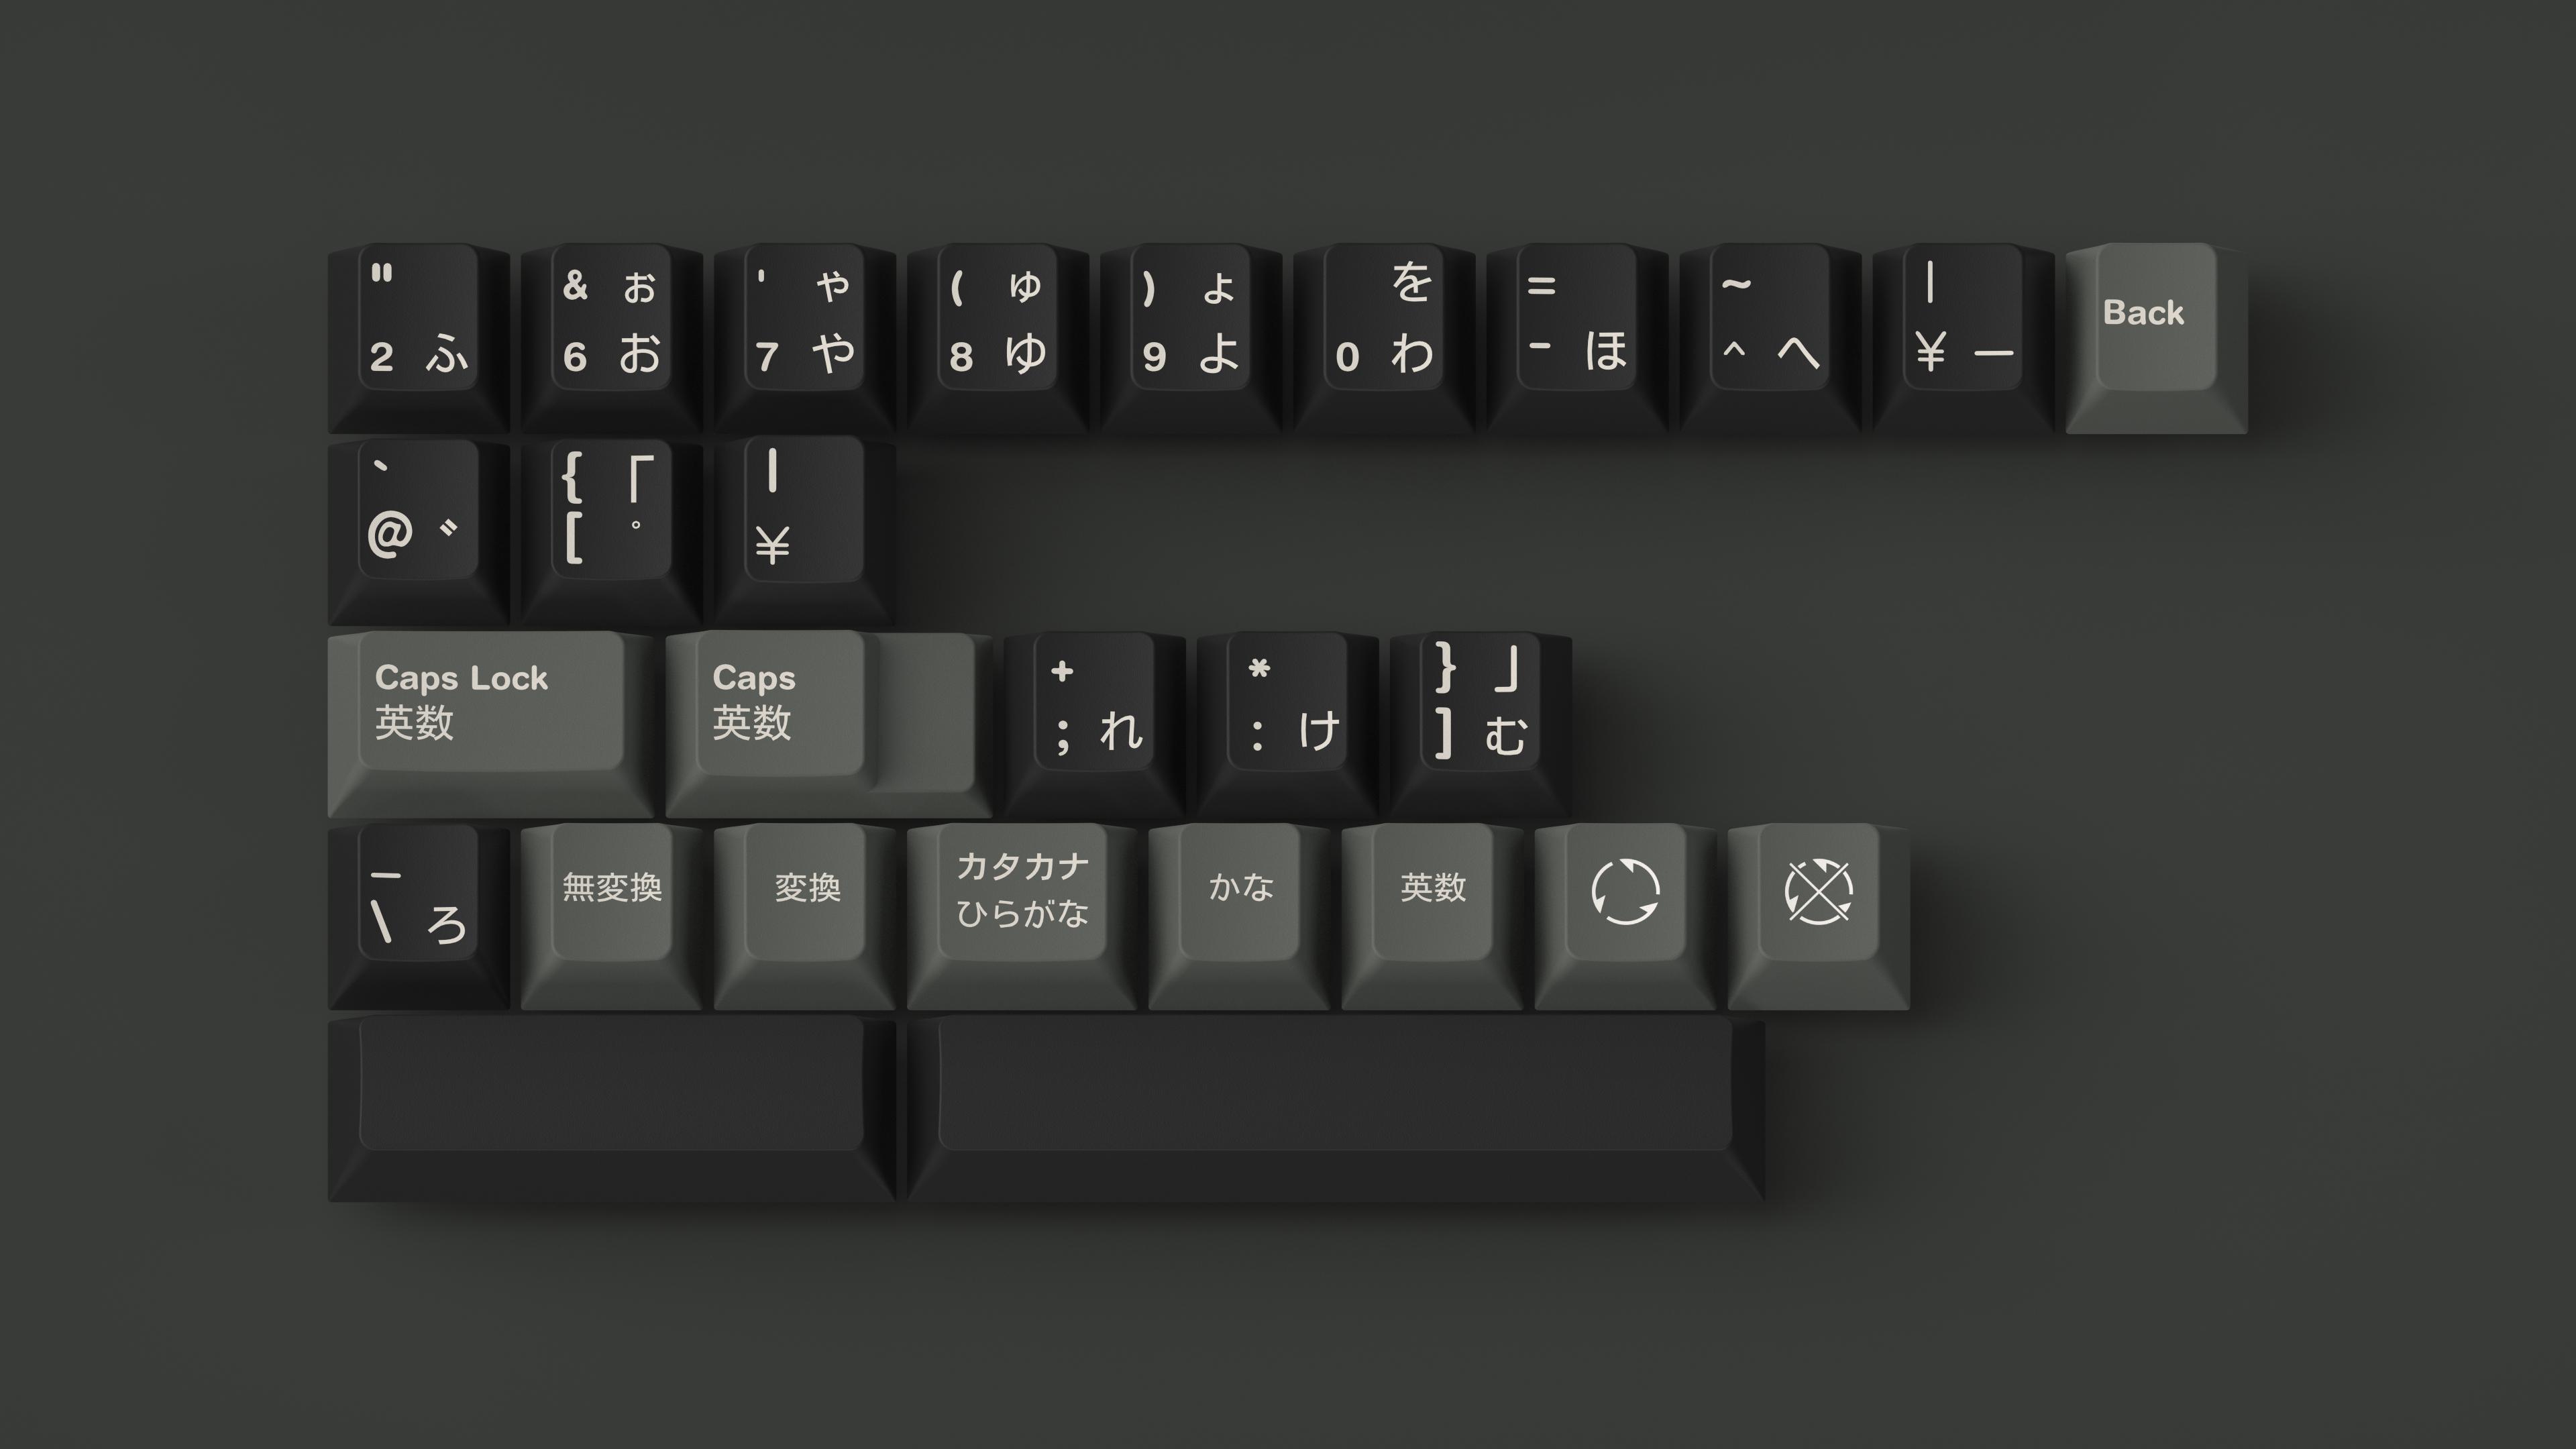 "
2 ふ
& ぉ
6 お
' ゃ
7 や
( ゅ
8 ゆ
) ょ
9 よ
を
0 わ
=
- ほ
~
^ へ
|
¥ ー
Back
`
@ ゛
{ 「
[ ゜
|
¥
Caps Lock
英数
Caps
英数
+
; れ
*
: け
} 」
] む
_
\ ろ
無変換
変換
カタカナ
ひらがな
かな
英数